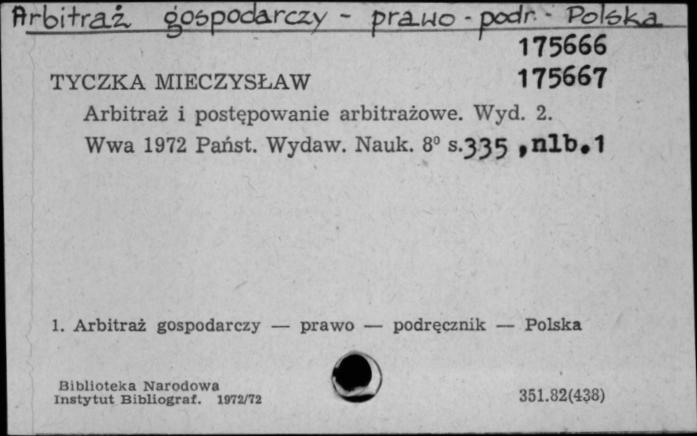 Arbitraż gospodarczy - prawo - podr. - Polska
175666
TYCZKA MIECZYSŁAW 175667
Arbitraż i postępowanie arbitrażowe. Wyd. 2.
Wwa 1972 Państ. Wydaw. Nauk. 8⁰ s.335 ,nlb.1
1. Arbitraż gospodarczy — prawo — podręcznik — Polska
Biblioteka Narodowa
Instytut Bibliograf. 1972/72
351.82(438)